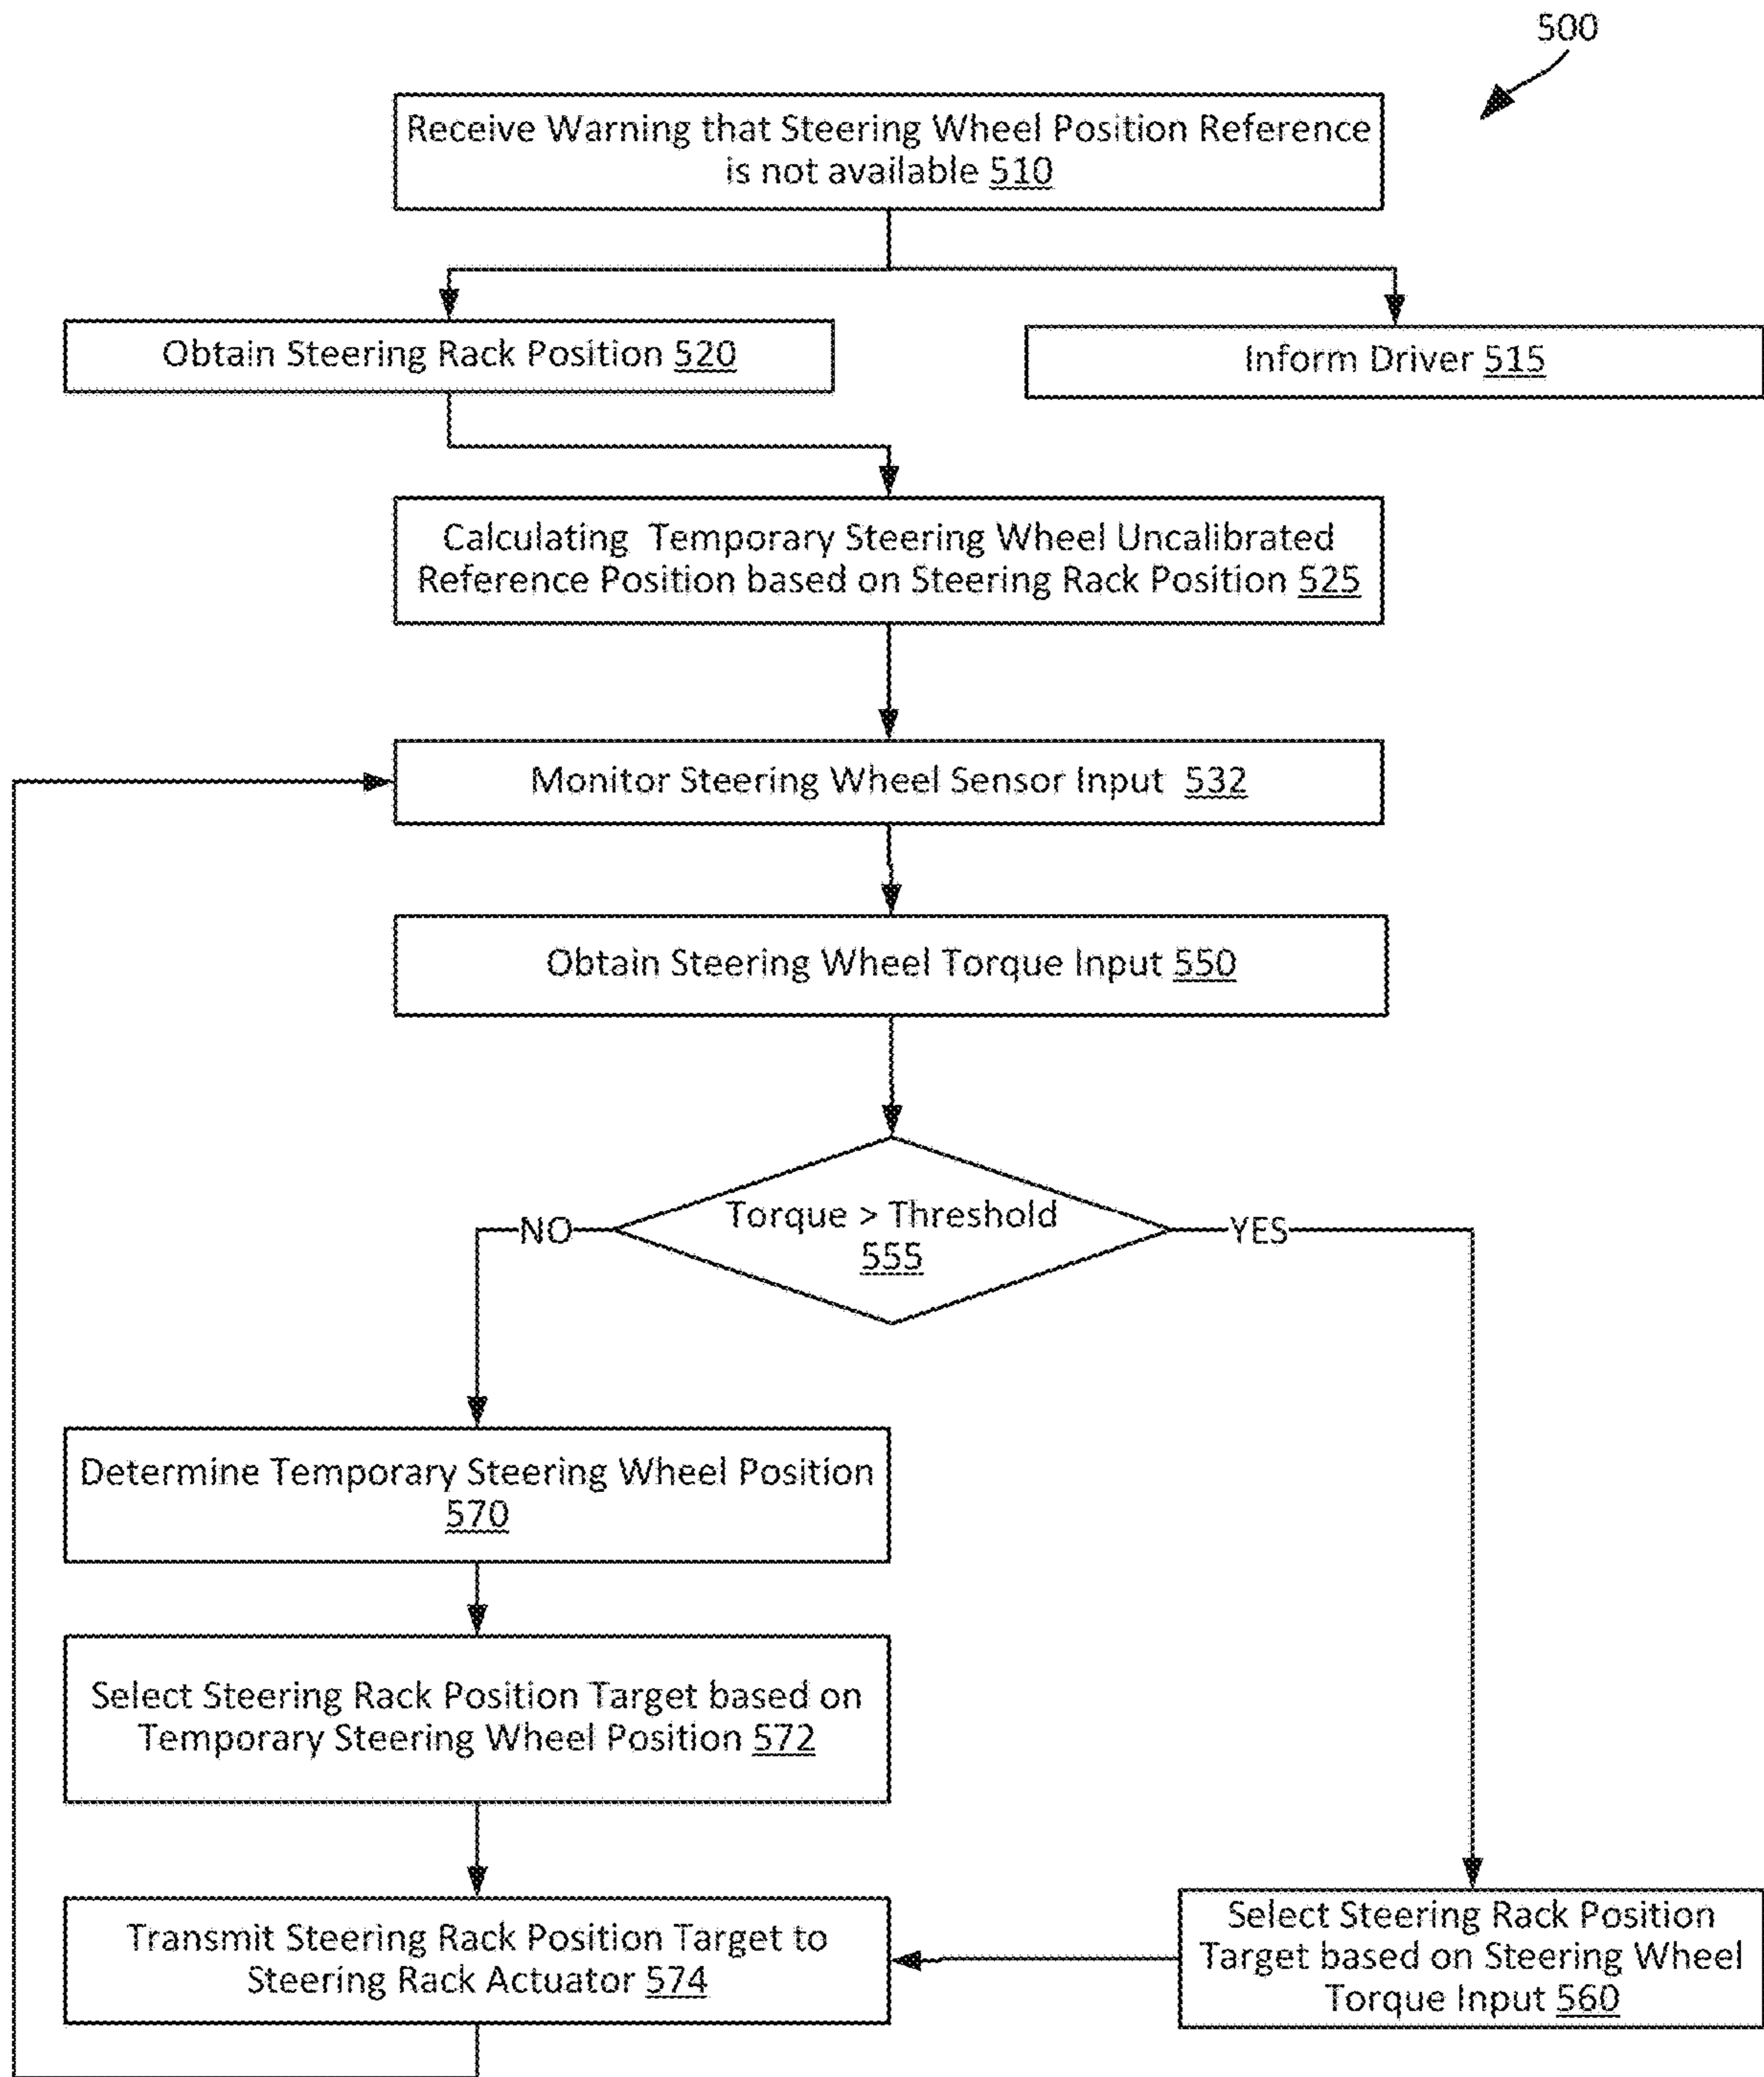 500
Receive Warning that Steering Wheel Position Reference
is not available 510
Obtain Steering Rack Position 520
Inform Driver 515
Calculating Temporary Steering Wheel Uncalibrated
Reference Position based on Steering Rack Position 525
Monitor Steering Wheel Sensor Input 532
Obtain Steering Wheel Torque Input 550
Torque > Threshold
555
NO
YES
Determine Temporary Steering Wheel Position
570
Select Steering Rack Position Target based on
Temporary Steering Wheel Position 572
Transmit Steering Rack Position Target to
Steering Rack Actuator 574
Select Steering Rack Position
Target based on Steering Wheel
Torque Input 560